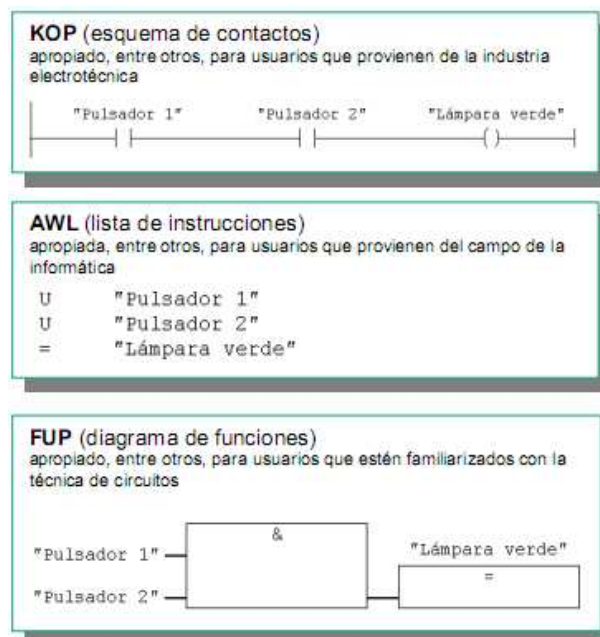 KOP (esquema de contactos)
apropiado, entre otros, para usuarios que provienen de la industria
electrotécnica
"Pulsador 1" "Pulsador 2" "Lámpara verde"
AWL (lista de instrucciones)
apropiada, entre otros, para usuarios que provienen del campo de la
informática
U "Pulsador 1"
U "Pulsador 2"
= "Lámpara verde"
FUP (diagrama de funciones)
apropiado, entre otros, para usuarios que estén familiarizados con la
técnica de circuitos
&
"Pulsador 1" "Lámpara verde"
=
"Pulsador 2"